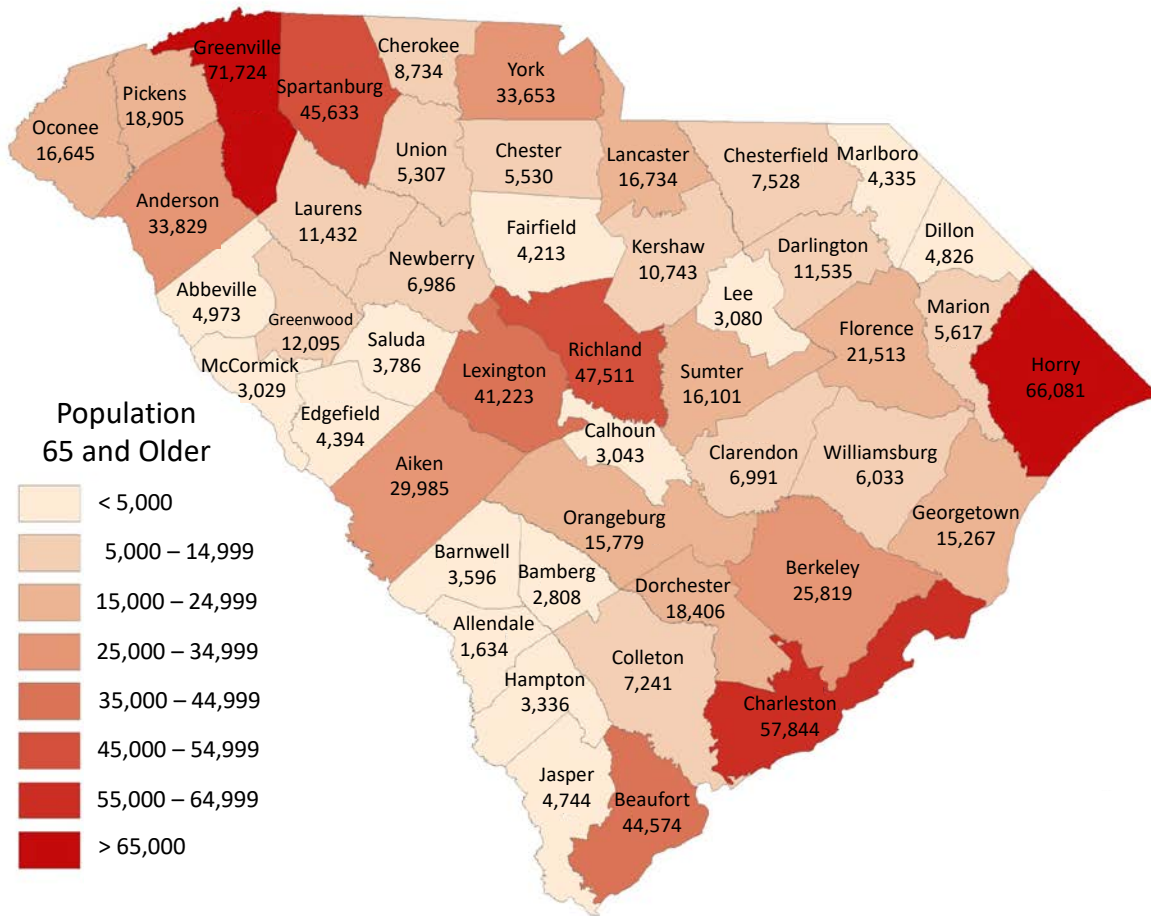 Greenville
71,724
Cherokee
8,734
York
33,653
Spartanburg
45,633
Pickens
18,905
Oconee
16,645
Union
5,307
Chester
5,530
Lancaster
16,734
Chesterfield
7,528
Marlboro
4,335
Anderson
33,829
Laurens
11,432
Fairfield
4,213
Kershaw
10,743
Darlington
11,535
Dillon
4,826
Newberry
6,986
Abbeville
4,973
Greenwood
12,095
Saluda
3,786
Lee
3,080
Marion
5,617
Florence
21,513
McCormick
3,029
Lexington
41,223
Richland
47,511
Sumter
16,101
Horry
66,081
Edgefield
4,394
Calhoun
3,043
Clarendon
6,991
Williamsburg
6,033
Aiken
29,985
Orangeburg
15,779
Georgetown
15,267
Barnwell
3,596
Bamberg
2,808
Dorchester
18,406
Berkeley
25,819
Allendale
1,634
Hampton
3,336
Colleton
7,241
Charleston
57,844
Jasper
4,744
Beaufort
44,574
Population
65 and Older
< 5,000
5,000 – 14,999
15,000 – 24,999
25,000 – 34,999
35,000 – 44,999
45,000 – 54,999
55,000 – 64,999
> 65,000